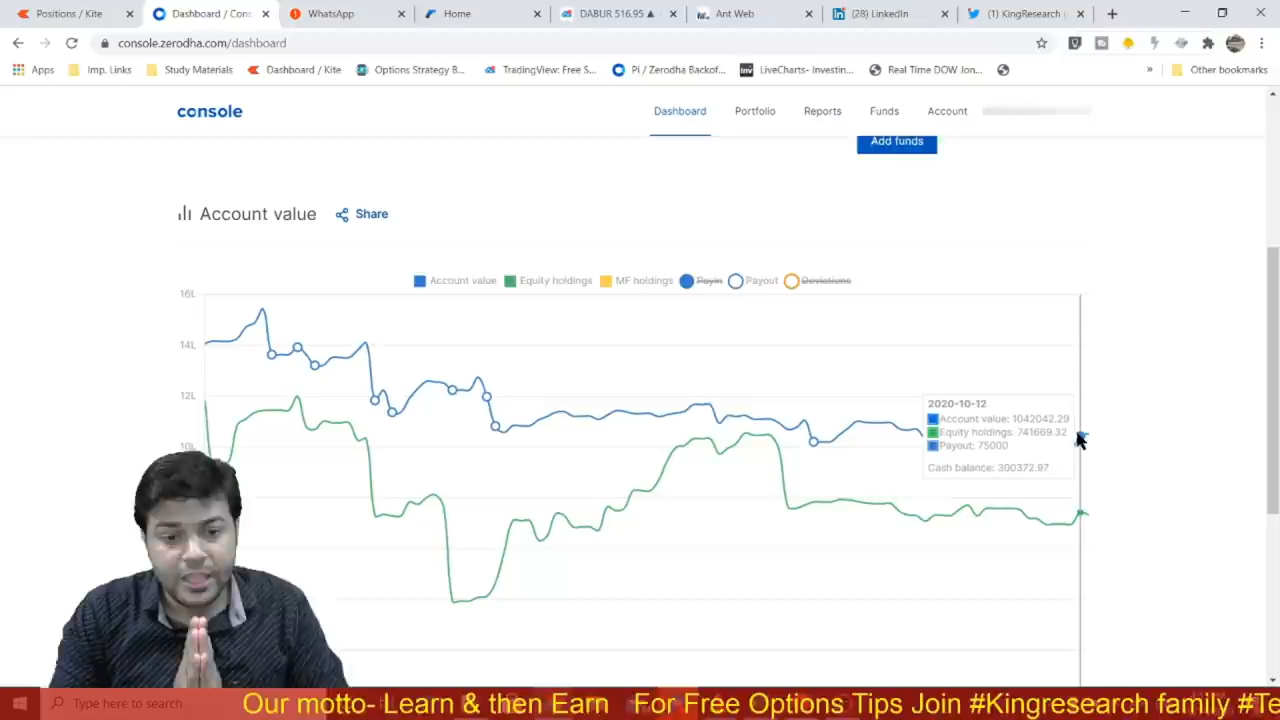 Positions / Kite
Dashboard / Cons
WhatsApp
Home
DABUR 516.95 ▲
Ant Web
(28) LinkedIn
(1) KingResearch
console.zerodha.com/dashboard
Apps
Imp. Links
Study Materials
Dashboard / Kite
Options Strategy B...
TradingView: Free S...
Pi / Zerodha Backof...
LiveCharts- Investin...
Real Time DOW Jon...
»
Other bookmarks
console
Dashboard
Portfolio
Reports
Funds
Account
Add funds
Account value
Share
Account value
Equity holdings
MF holdings
Payin
Payout
Deviations
16L
14L
12L
10L
2020-10-12
Account value: 1042042.29
Equity holdings: 741669.32
Payout: 75000
Cash balance: 300372.97
Type here to search
Our motto- Learn & then Earn For Free Options Tips Join #Kingresearch family #Te